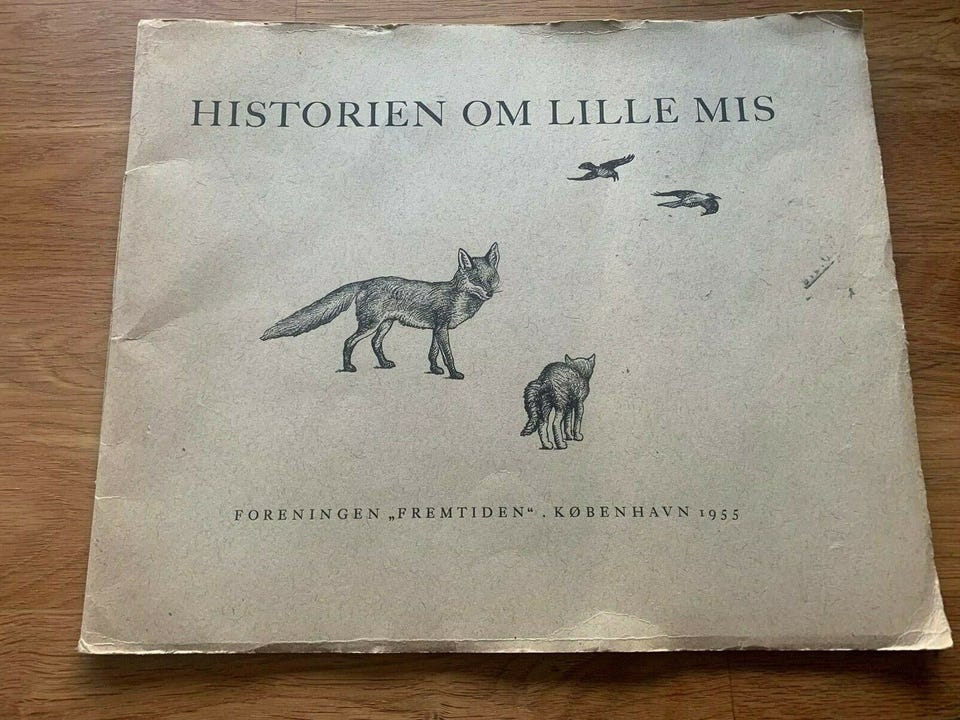 HISTORIEN OM LILLE MIS
FORENINGEN „FREMTIDEN“ . KØBENHAVN 1955